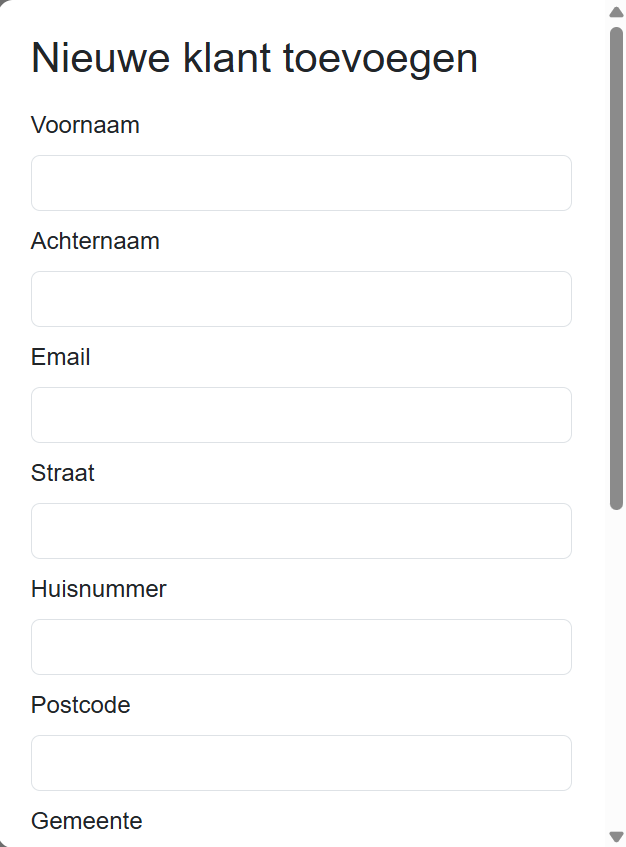 Nieuwe klant toevoegen
Voornaam
Achternaam
Email
Straat
Huisnummer
Postcode
Gemeente